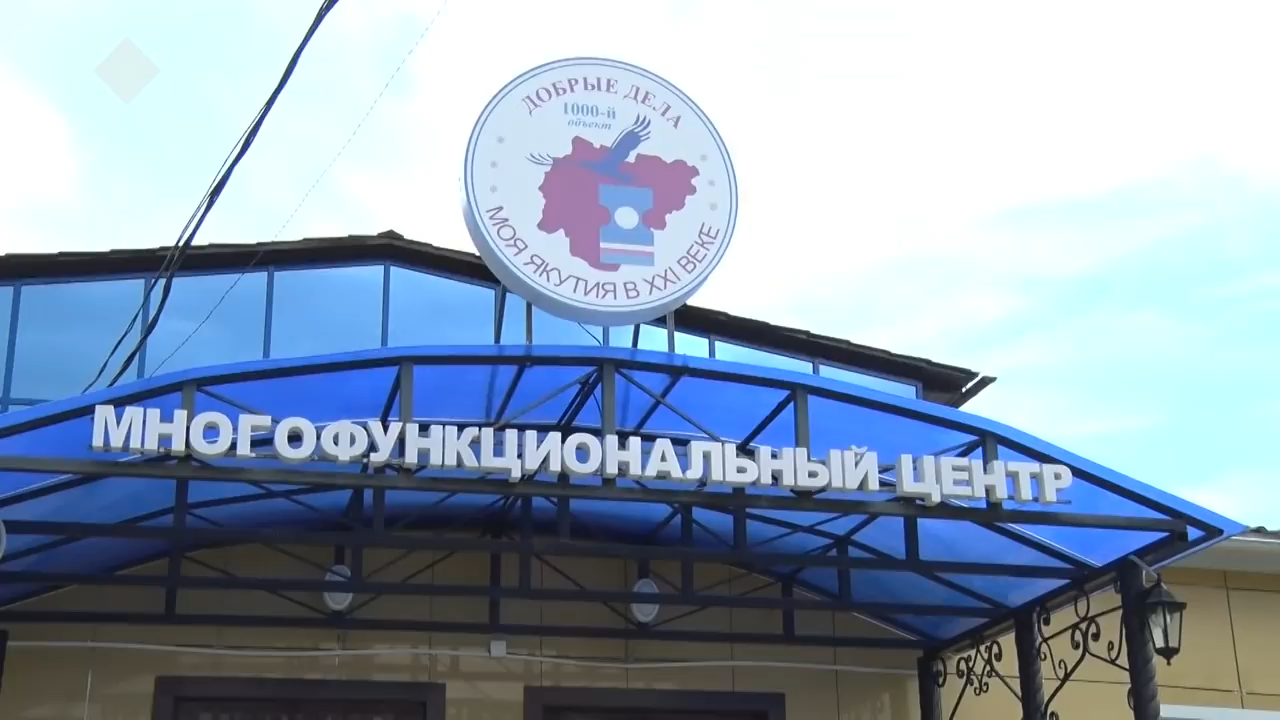 ДОБРЫЕ ДЕЛА
1000-й
объект
МОЯ ЯКУТИЯ В XXI ВЕКЕ
МНОГОФУНКЦИОНАЛЬНЫЙ ЦЕНТР